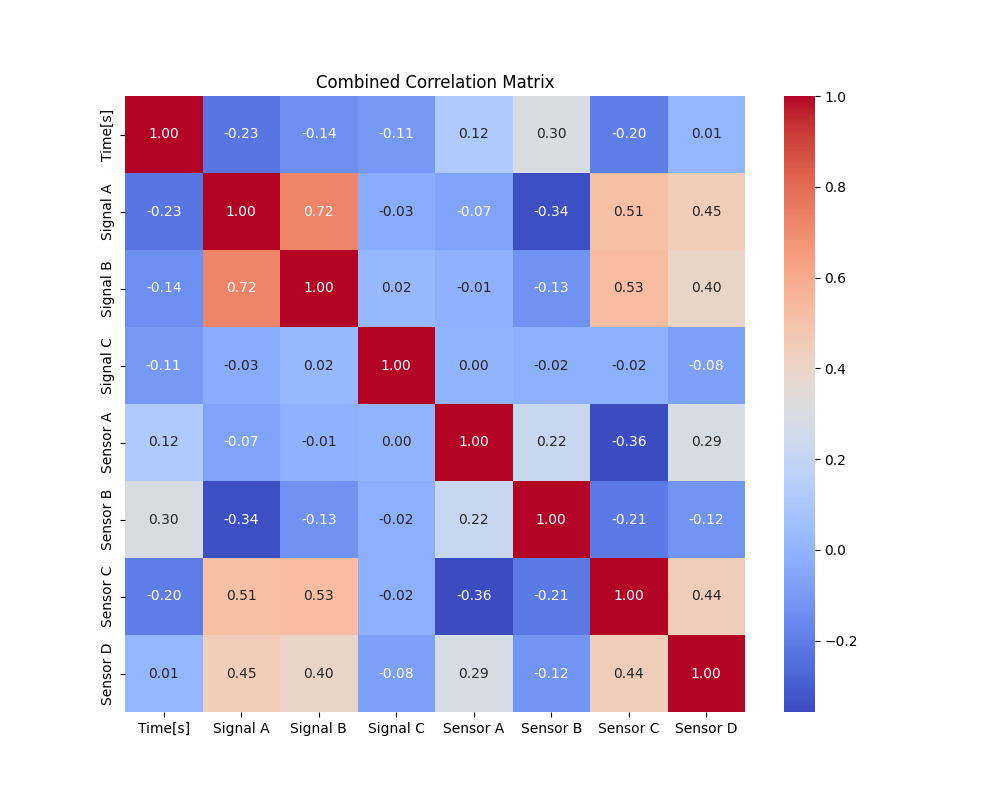 Combined Correlation Matrix
Time[s] 1.00 -0.23 -0.14 -0.11 0.12 0.30 -0.20 0.01
Signal A -0.23 1.00 0.72 -0.03 -0.07 -0.34 0.51 0.45
Signal B -0.14 0.72 1.00 0.02 -0.01 -0.13 0.53 0.40
Signal C -0.11 -0.03 0.02 1.00 0.00 -0.02 -0.02 -0.08
Sensor A 0.12 -0.07 -0.01 0.00 1.00 0.22 -0.36 0.29
Sensor B 0.30 -0.34 -0.13 -0.02 0.22 1.00 -0.21 -0.12
Sensor C -0.20 0.51 0.53 -0.02 -0.36 -0.21 1.00 0.44
Sensor D 0.01 0.45 0.40 -0.08 0.29 -0.12 0.44 1.00
Time[s] Signal A Signal B Signal C Sensor A Sensor B Sensor C Sensor D
1.0
0.8
0.6
0.4
0.2
0.0
−0.2